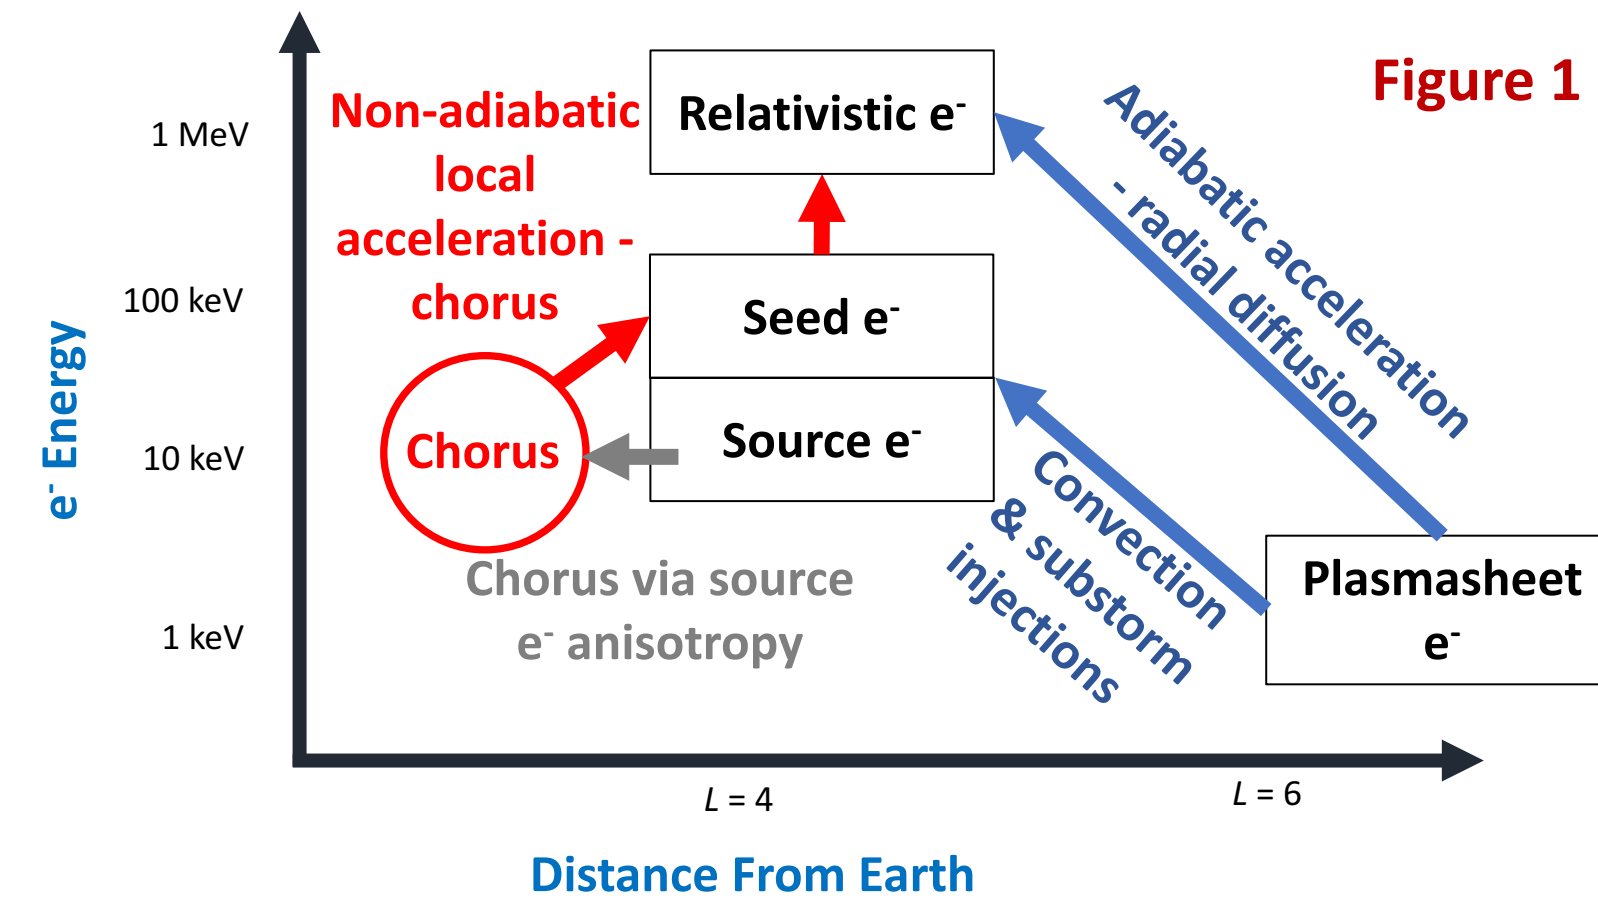 Figure 1
Non-adiabatic
local
acceleration -
chorus
Relativistic e-
Adiabatic acceleration
- radial diffusion
1 MeV
100 keV
10 keV
1 keV
e- Energy
Seed e-
Source e-
Chorus
Chorus via source
e- anisotropy
Convection
& substorm
injections
Plasmasheet
e-
L = 4
L = 6
Distance From Earth